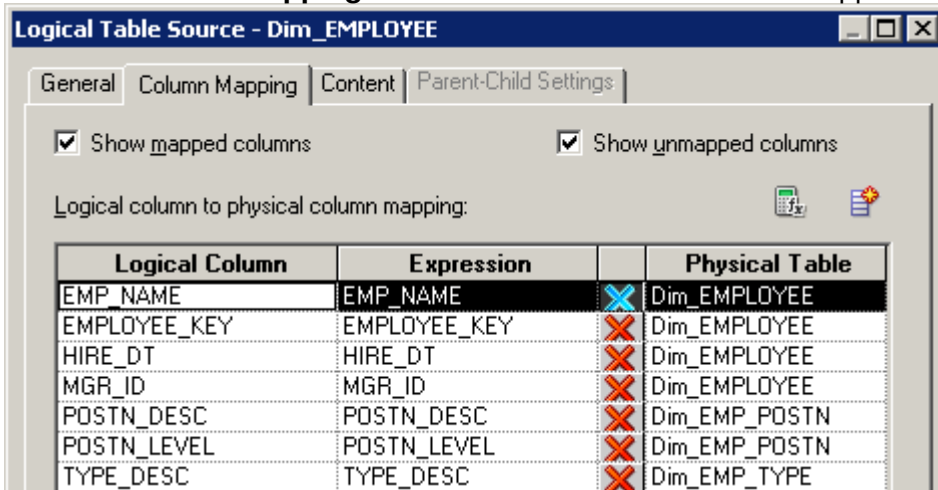 Logical Table Source - Dim_EMPLOYEE
General Column Mapping Content Parent-Child Settings
Show mapped columns Show unmapped columns
Logical column to physical column mapping:
Logical Column Expression Physical Table
EMP_NAME EMP_NAME Dim_EMPLOYEE
EMPLOYEE_KEY EMPLOYEE_KEY Dim_EMPLOYEE
HIRE_DT HIRE_DT Dim_EMPLOYEE
MGR_ID MGR_ID Dim_EMPLOYEE
POSTN_DESC POSTN_DESC Dim_EMP_POSTN
POSTN_LEVEL POSTN_LEVEL Dim_EMP_POSTN
TYPE_DESC TYPE_DESC Dim_EMP_TYPE